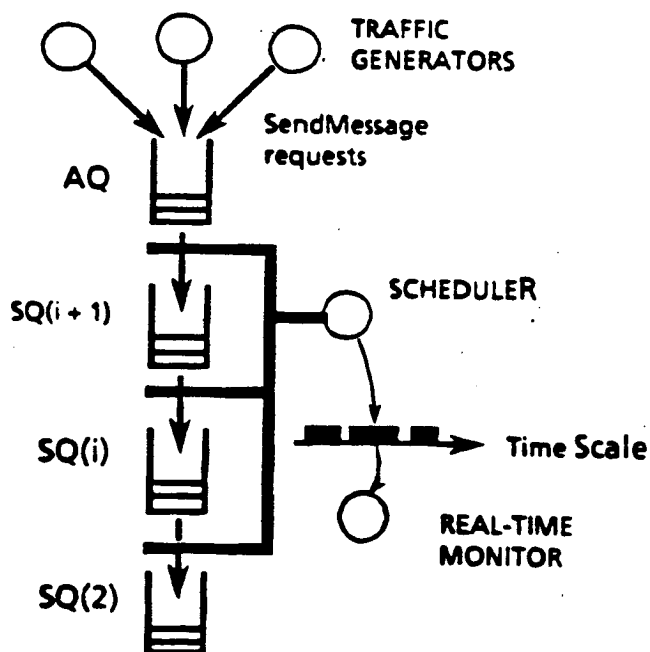 TRAFFIC
GENERATORS
SendMessage
requests
AQ
SQ(i + 1)
SCHEDULER
SQ(i)
Time Scale
REAL-TIME
MONITOR
SQ(2)